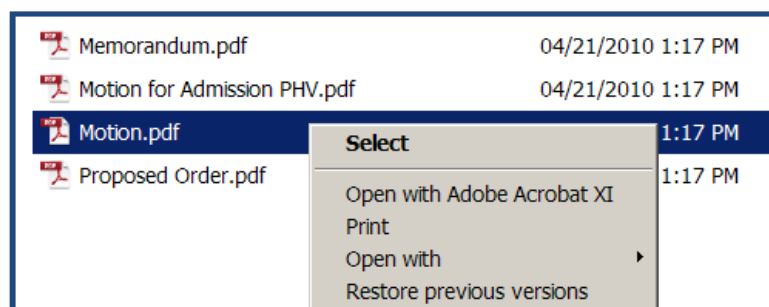 Memorandum.pdf 04/21/2010 1:17 PM
Motion for Admission PHV.pdf 04/21/2010 1:17 PM
Motion.pdf 1:17 PM
Proposed Order.pdf 1:17 PM
Select
Open with Adobe Acrobat XI
Print
Open with
Restore previous versions